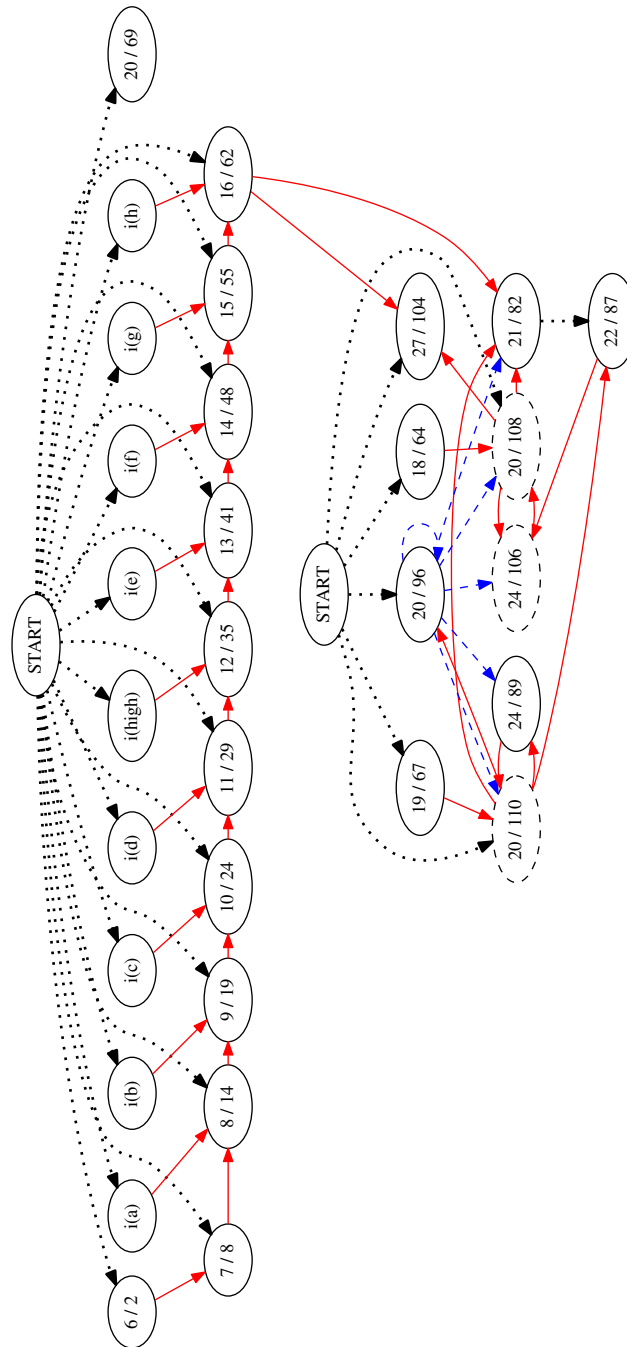 START
6 / 2
i(a)
i(b)
i(c)
i(d)
i(high)
i(e)
i(f)
i(g)
i(h)
20 / 69
7 / 8
8 / 14
9 / 19
10 / 24
11 / 29
12 / 35
13 / 41
14 / 48
15 / 55
16 / 62
START
19 / 67
20 / 96
18 / 64
27 / 104
20 / 110
24 / 89
24 / 106
20 / 108
21 / 82
22 / 87